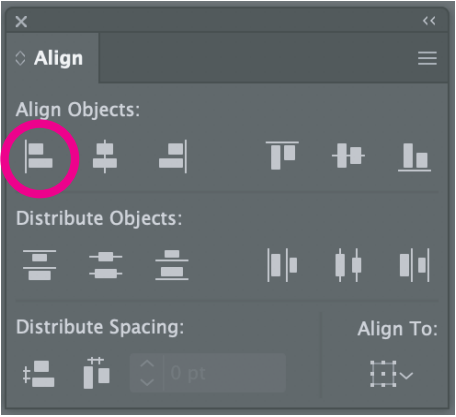 Align
Align Objects:
Distribute Objects:
Distribute Spacing:
Align To:
0 pt